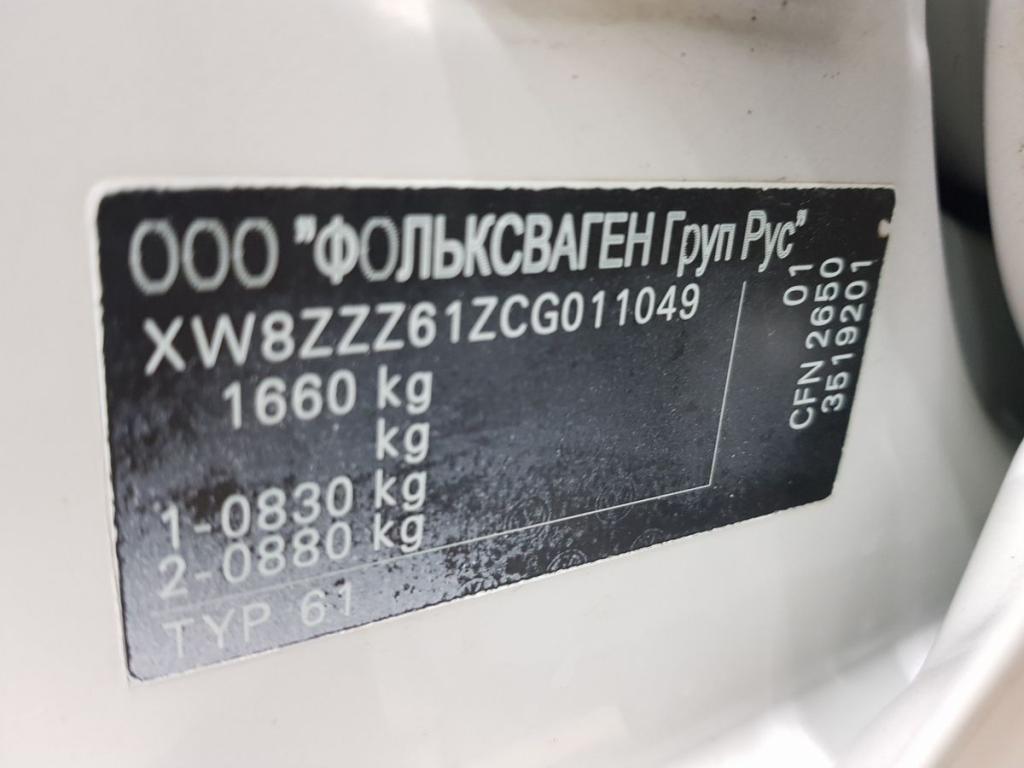 ООО "ФОЛЬКСВАГЕН Груп Рус"
XW8ZZZ61ZCG011049
1660 kg
kg
1-0830 kg
2-0880 kg
TYP 61
01
CFN 2650
3519201